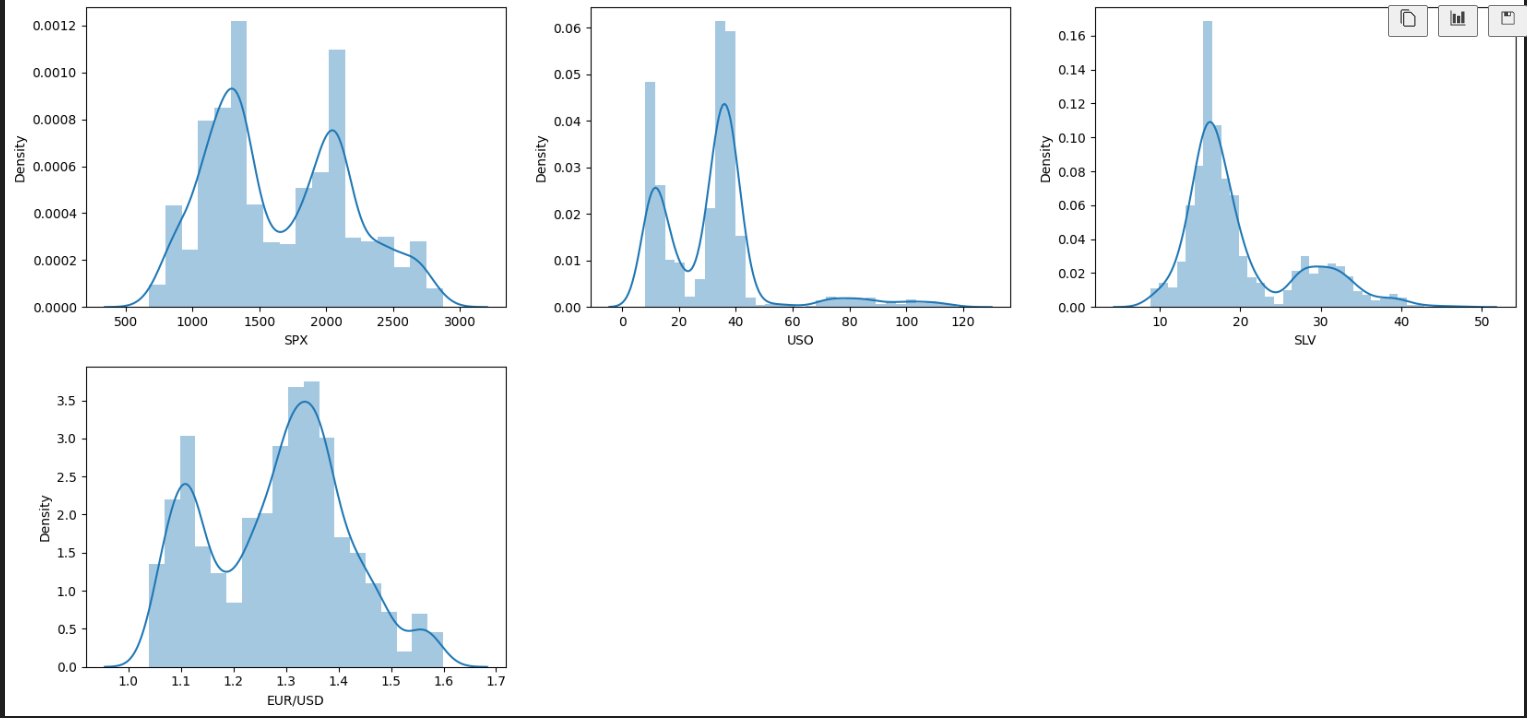 0.0012
0.0010
0.0008
0.0006
0.0004
0.0002
0.0000
Density
500 1000 1500 2000 2500 3000
SPX
0.06
0.05
0.04
0.03
0.02
0.01
0.00
Density
0 20 40 60 80 100 120
USO
0.16
0.14
0.12
0.10
0.08
0.06
0.04
0.02
0.00
Density
10 20 30 40 50
SLV
3.5
3.0
2.5
2.0
1.5
1.0
0.5
0.0
Density
1.0 1.1 1.2 1.3 1.4 1.5 1.6 1.7
EUR/USD